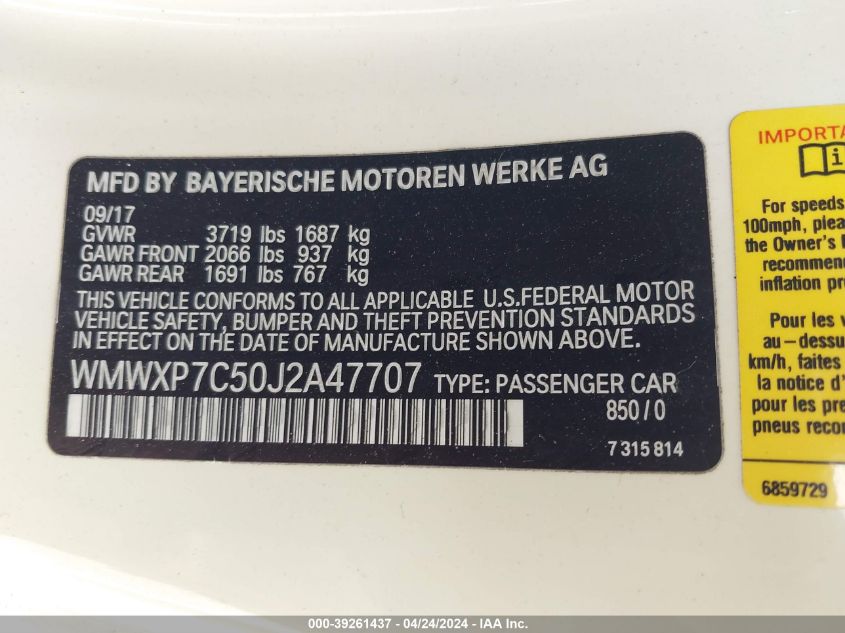 MFD BY BAYERISCHE MOTOREN WERKE AG
09/17
GVWR 3719 lbs 1687 kg
GAWR FRONT 2066 lbs 937 kg
GAWR REAR 1691 lbs 767 kg
THIS VEHICLE CONFORMS TO ALL APPLICABLE U.S.FEDERAL MOTOR
VEHICLE SAFETY, BUMPER AND THEFT PREVENTION STANDARDS
IN EFFECT ON THE DATE OF MANUFACTURE SHOWN ABOVE.
WMWXP7C50J2A47707 TYPE: PASSENGER CAR
850/0
7 315 814
IMPORTA
i
For speeds
100mph, plea
the Owner's
recommen
inflation pr
Pour les v
au-dessu
km/h, faites
la notice d'
pour les pre
pneus recor
6859729
000-39261437 - 04/24/2024 - IAA Inc.